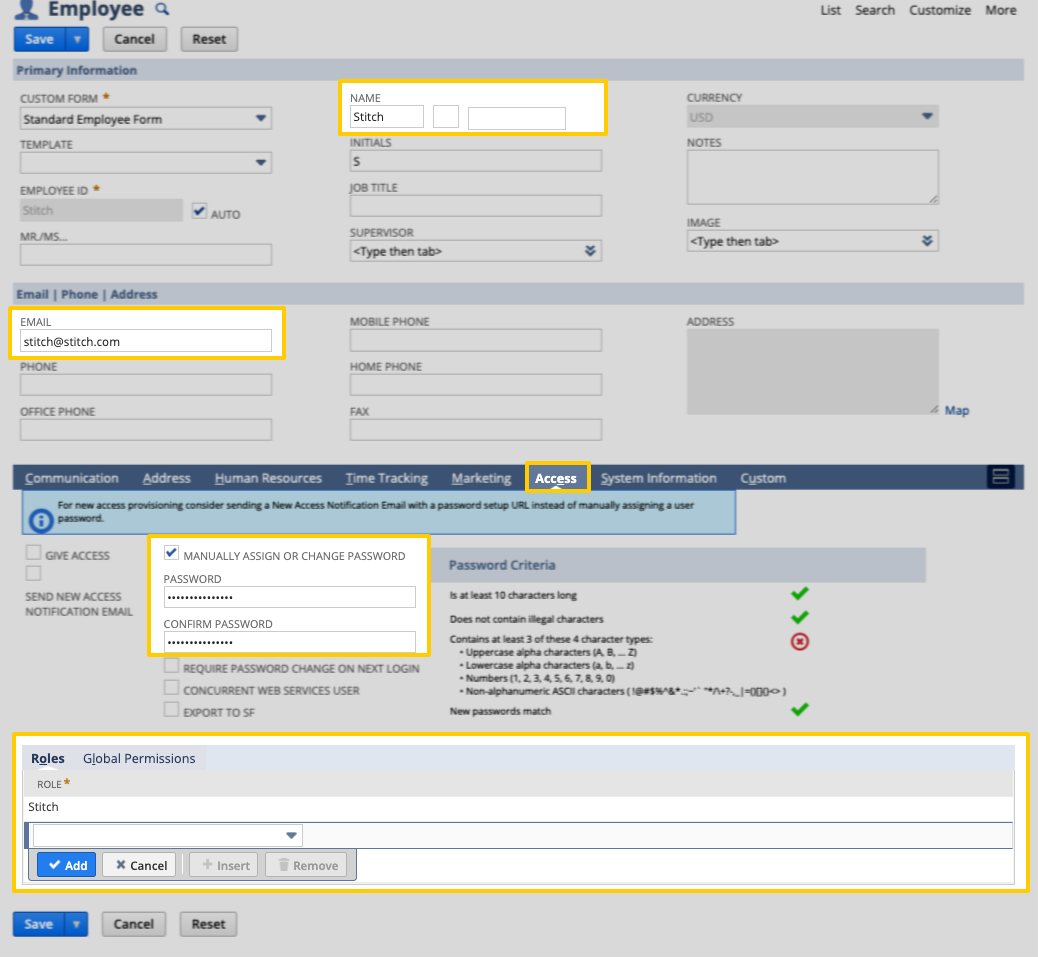 Employee
List Search Customize More
Save Cancel Reset
Primary Information
CUSTOM FORM *
Standard Employee Form
TEMPLATE
EMPLOYEE ID *
Stitch
AUTO
MR./MS...
NAME
Stitch
INITIALS
S
JOB TITLE
SUPERVISOR
<Type then tab>
CURRENCY
USD
NOTES
IMAGE
<Type then tab>
Email | Phone | Address
EMAIL
stitch@stitch.com
PHONE
OFFICE PHONE
MOBILE PHONE
HOME PHONE
FAX
ADDRESS
Map
Communication Address Human Resources Time Tracking Marketing Access System Information Custom
For new access provisioning consider sending a New Access Notification Email with a password setup URL instead of manually assigning a user
password.
GIVE ACCESS
SEND NEW ACCESS
NOTIFICATION EMAIL
MANUALLY ASSIGN OR CHANGE PASSWORD
PASSWORD
•••••••••••••••
CONFIRM PASSWORD
•••••••••••••••
REQUIRE PASSWORD CHANGE ON NEXT LOGIN
CONCURRENT WEB SERVICES USER
EXPORT TO SF
Password Criteria
Is at least 10 characters long
Does not contain illegal characters
Contains at least 3 of these 4 character types:
• Uppercase alpha characters (A, B, ... Z)
• Lowercase alpha characters (a, b, ... z)
• Numbers (1, 2, 3, 4, 5, 6, 7, 8, 9, 0)
• Non-alphanumeric ASCII characters
New passwords match
Roles Global Permissions
ROLE *
Stitch
Add Cancel Insert Remove
Save Cancel Reset